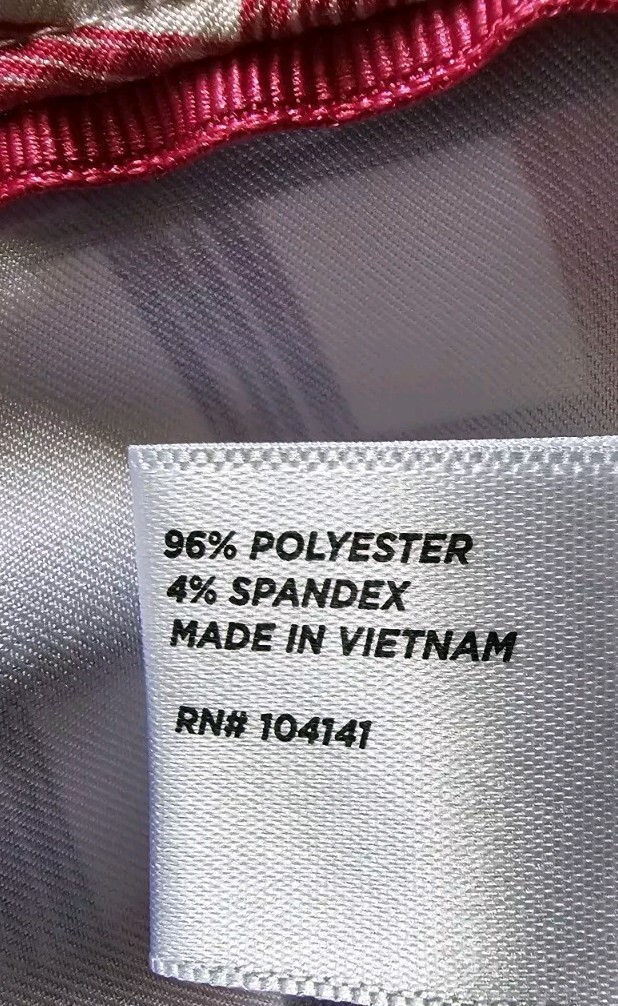 96% POLYESTER
4% SPANDEX
MADE IN VIETNAM
RN# 104141